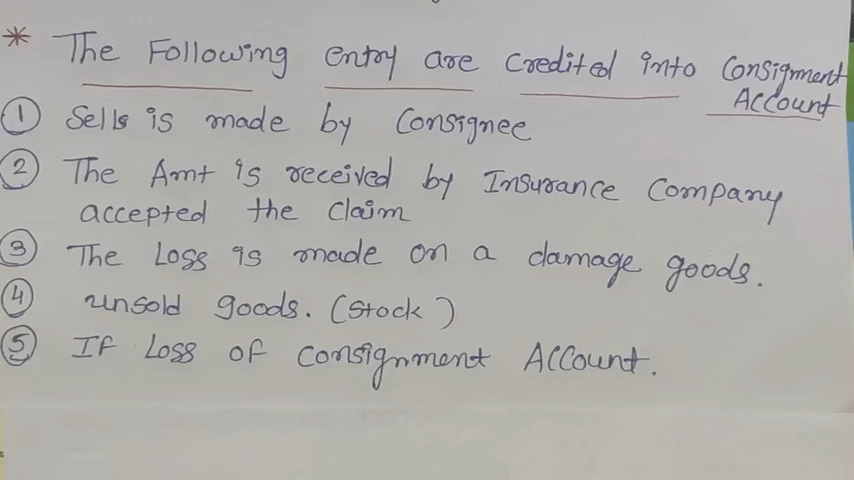 * The Following entry are credited into Consignment Account
① Sells is made by Consignee
② The Amt is received by Insurance Company
accepted the claim
③ The Loss is made on a damage goods.
④ unsold goods. (Stock)
⑤ If Loss of Consignment Account.